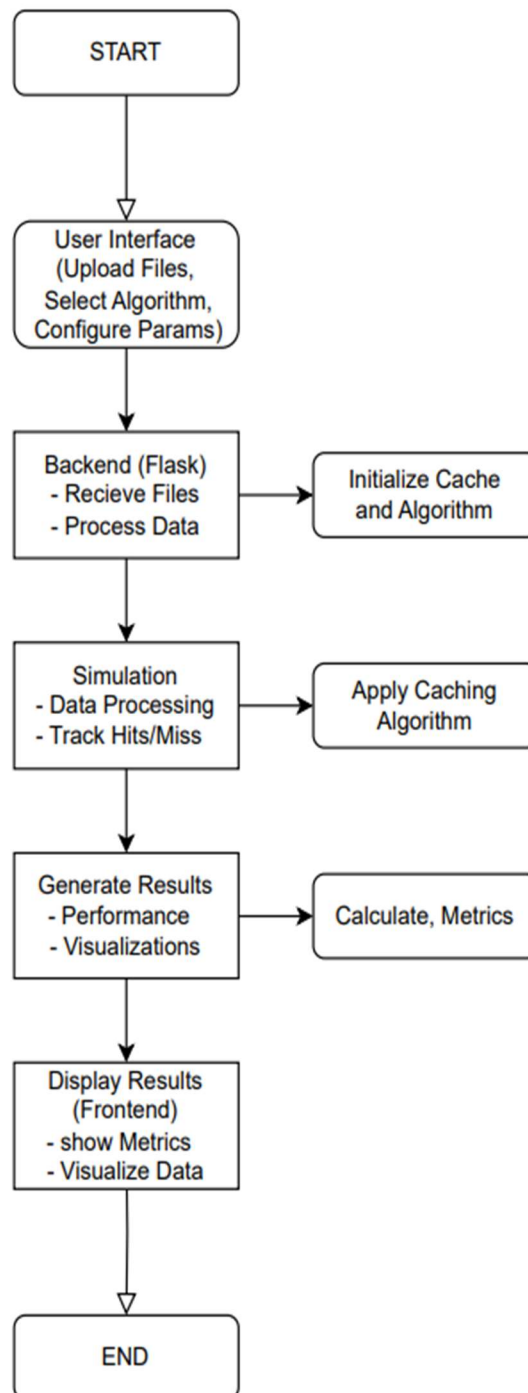 START
User Interface
(Upload Files,
Select Algorithm,
Configure Params)
Backend (Flask)
- Recieve Files
- Process Data
Initialize Cache
and Algorithm
Simulation
- Data Processing
- Track Hits/Miss
Apply Caching
Algorithm
Generate Results
- Performance
- Visualizations
Calculate, Metrics
Display Results
(Frontend)
- show Metrics
- Visualize Data
END